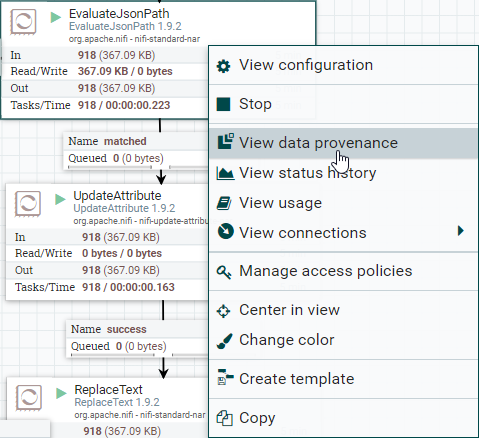 EvaluateJsonPath
EvaluateJsonPath 1.9.2
org.apache.nifi - nifi-standard-nar
In 918 (367.09 KB)
Read/Write 367.09 KB / 0 bytes
Out 918 (367.09 KB)
Tasks/Time 918 / 00:00:00.223
Name matched
Queued 0 (0 bytes)
UpdateAttribute
UpdateAttribute 1.9.2
org.apache.nifi - nifi-update-attribu
In 918 (367.09 KB)
Read/Write 0 bytes / 0 bytes
Out 918 (367.09 KB)
Tasks/Time 918 / 00:00:00.163
Name success
Queued 0 (0 bytes)
ReplaceText
ReplaceText 1.9.2
org.apache.nifi - nifi-standard-nar
918 (367.09 KB)
View configuration
Stop
View data provenance
View status history
View usage
View connections
Manage access policies
Center in view
Change color
Create template
Copy